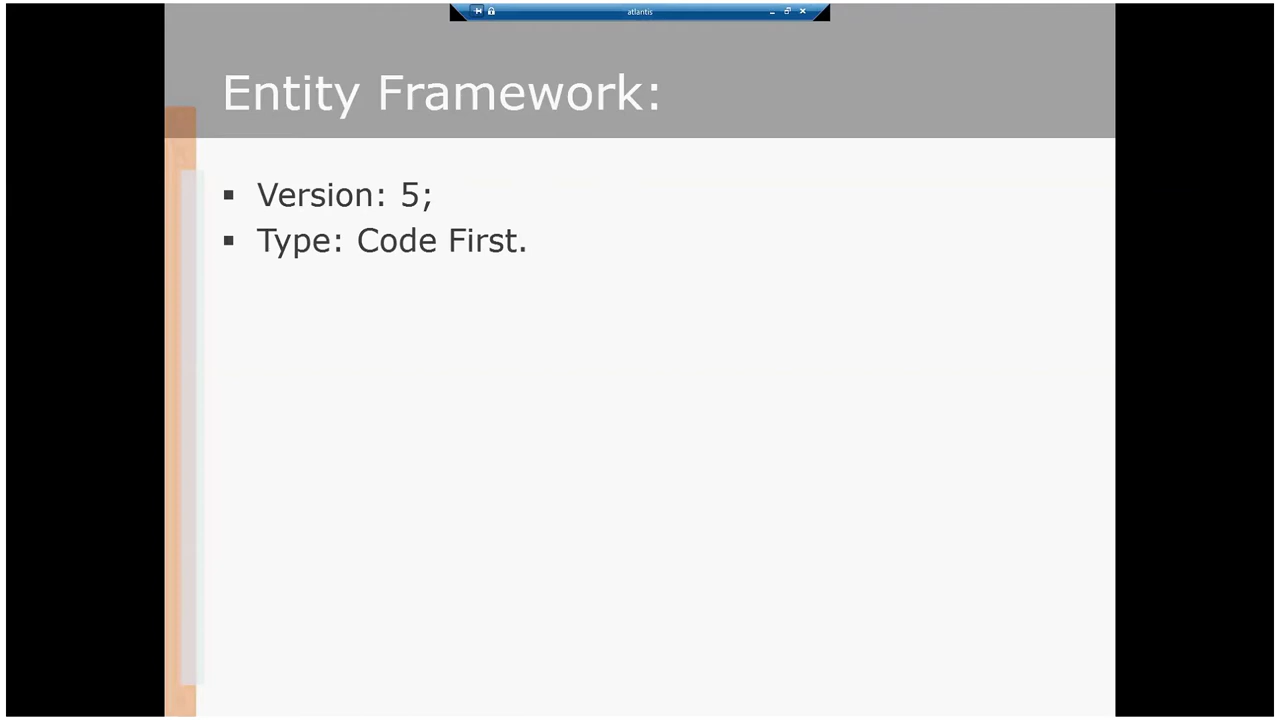 atlantis
Entity Framework:
▪ Version: 5;
▪ Type: Code First.